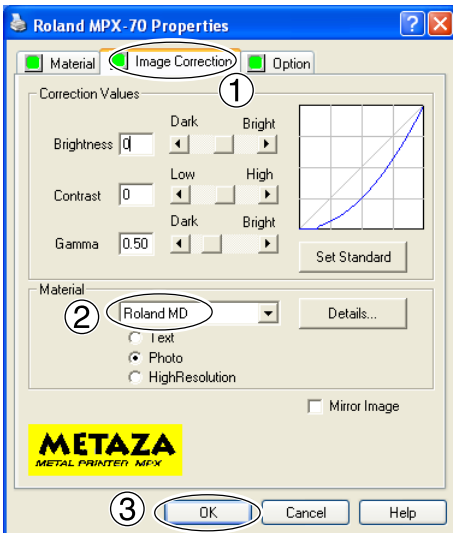 Roland MPX-70 Properties
Material Image Correction Option
①
Correction Values
Dark Bright
Brightness 0
Low High
Contrast 0
Dark Bright
Gamma 0.50
Set Standard
Material
② Roland MD Details...
Text
Photo
HighResolution
Mirror Image
METAZA
METAL PRINTER MPX
③ OK Cancel Help